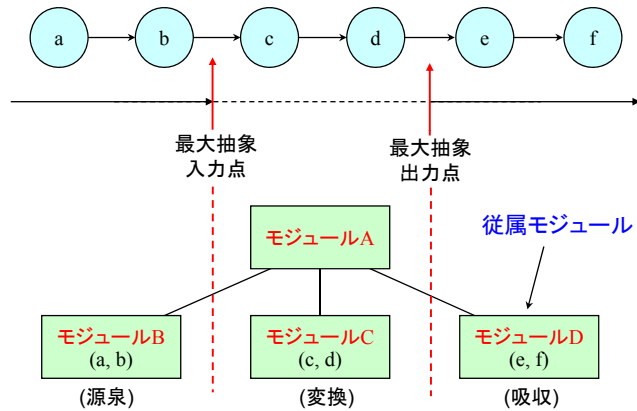 a b c d e f
最大抽象
入力点
最大抽象
出力点
モジュールA
従属モジュール
モジュールB
(a, b)
(源泉)
モジュールC
(c, d)
(変換)
モジュールD
(e, f)
(吸収)